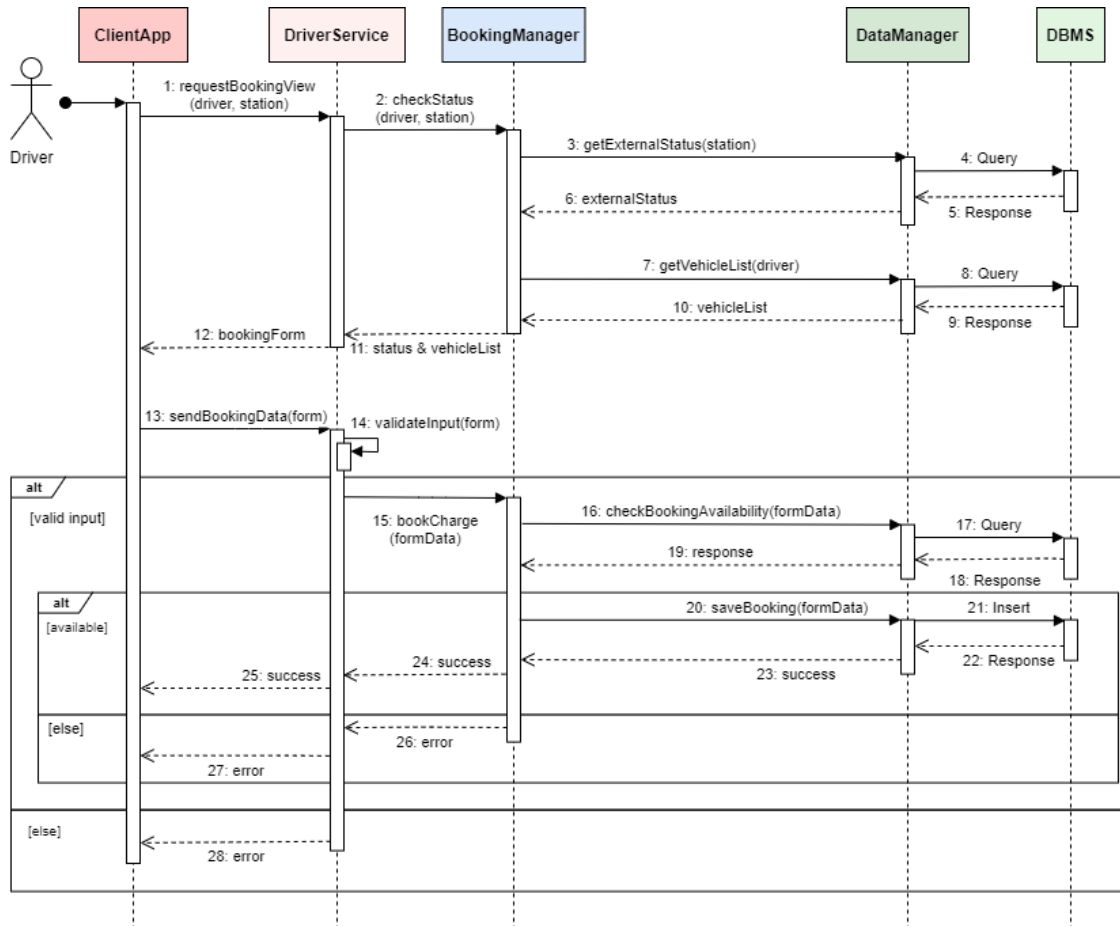 ClientApp
DriverService
BookingManager
DataManager
DBMS
Driver
1: requestBookingView
(driver, station)
2: checkStatus
(driver, station)
3: getExternalStatus(station)
4: Query
5: Response
6: externalStatus
7: getVehicleList(driver)
8: Query
9: Response
10: vehicleList
11: status & vehicleList
12: bookingForm
13: sendBookingData(form)
14: validateInput(form)
alt
[valid input]
15: bookCharge
(formData)
16: checkBookingAvailability(formData)
17: Query
18: Response
19: response
alt
[available]
20: saveBooking(formData)
21: Insert
22: Response
23: success
24: success
25: success
[else]
26: error
27: error
[else]
28: error